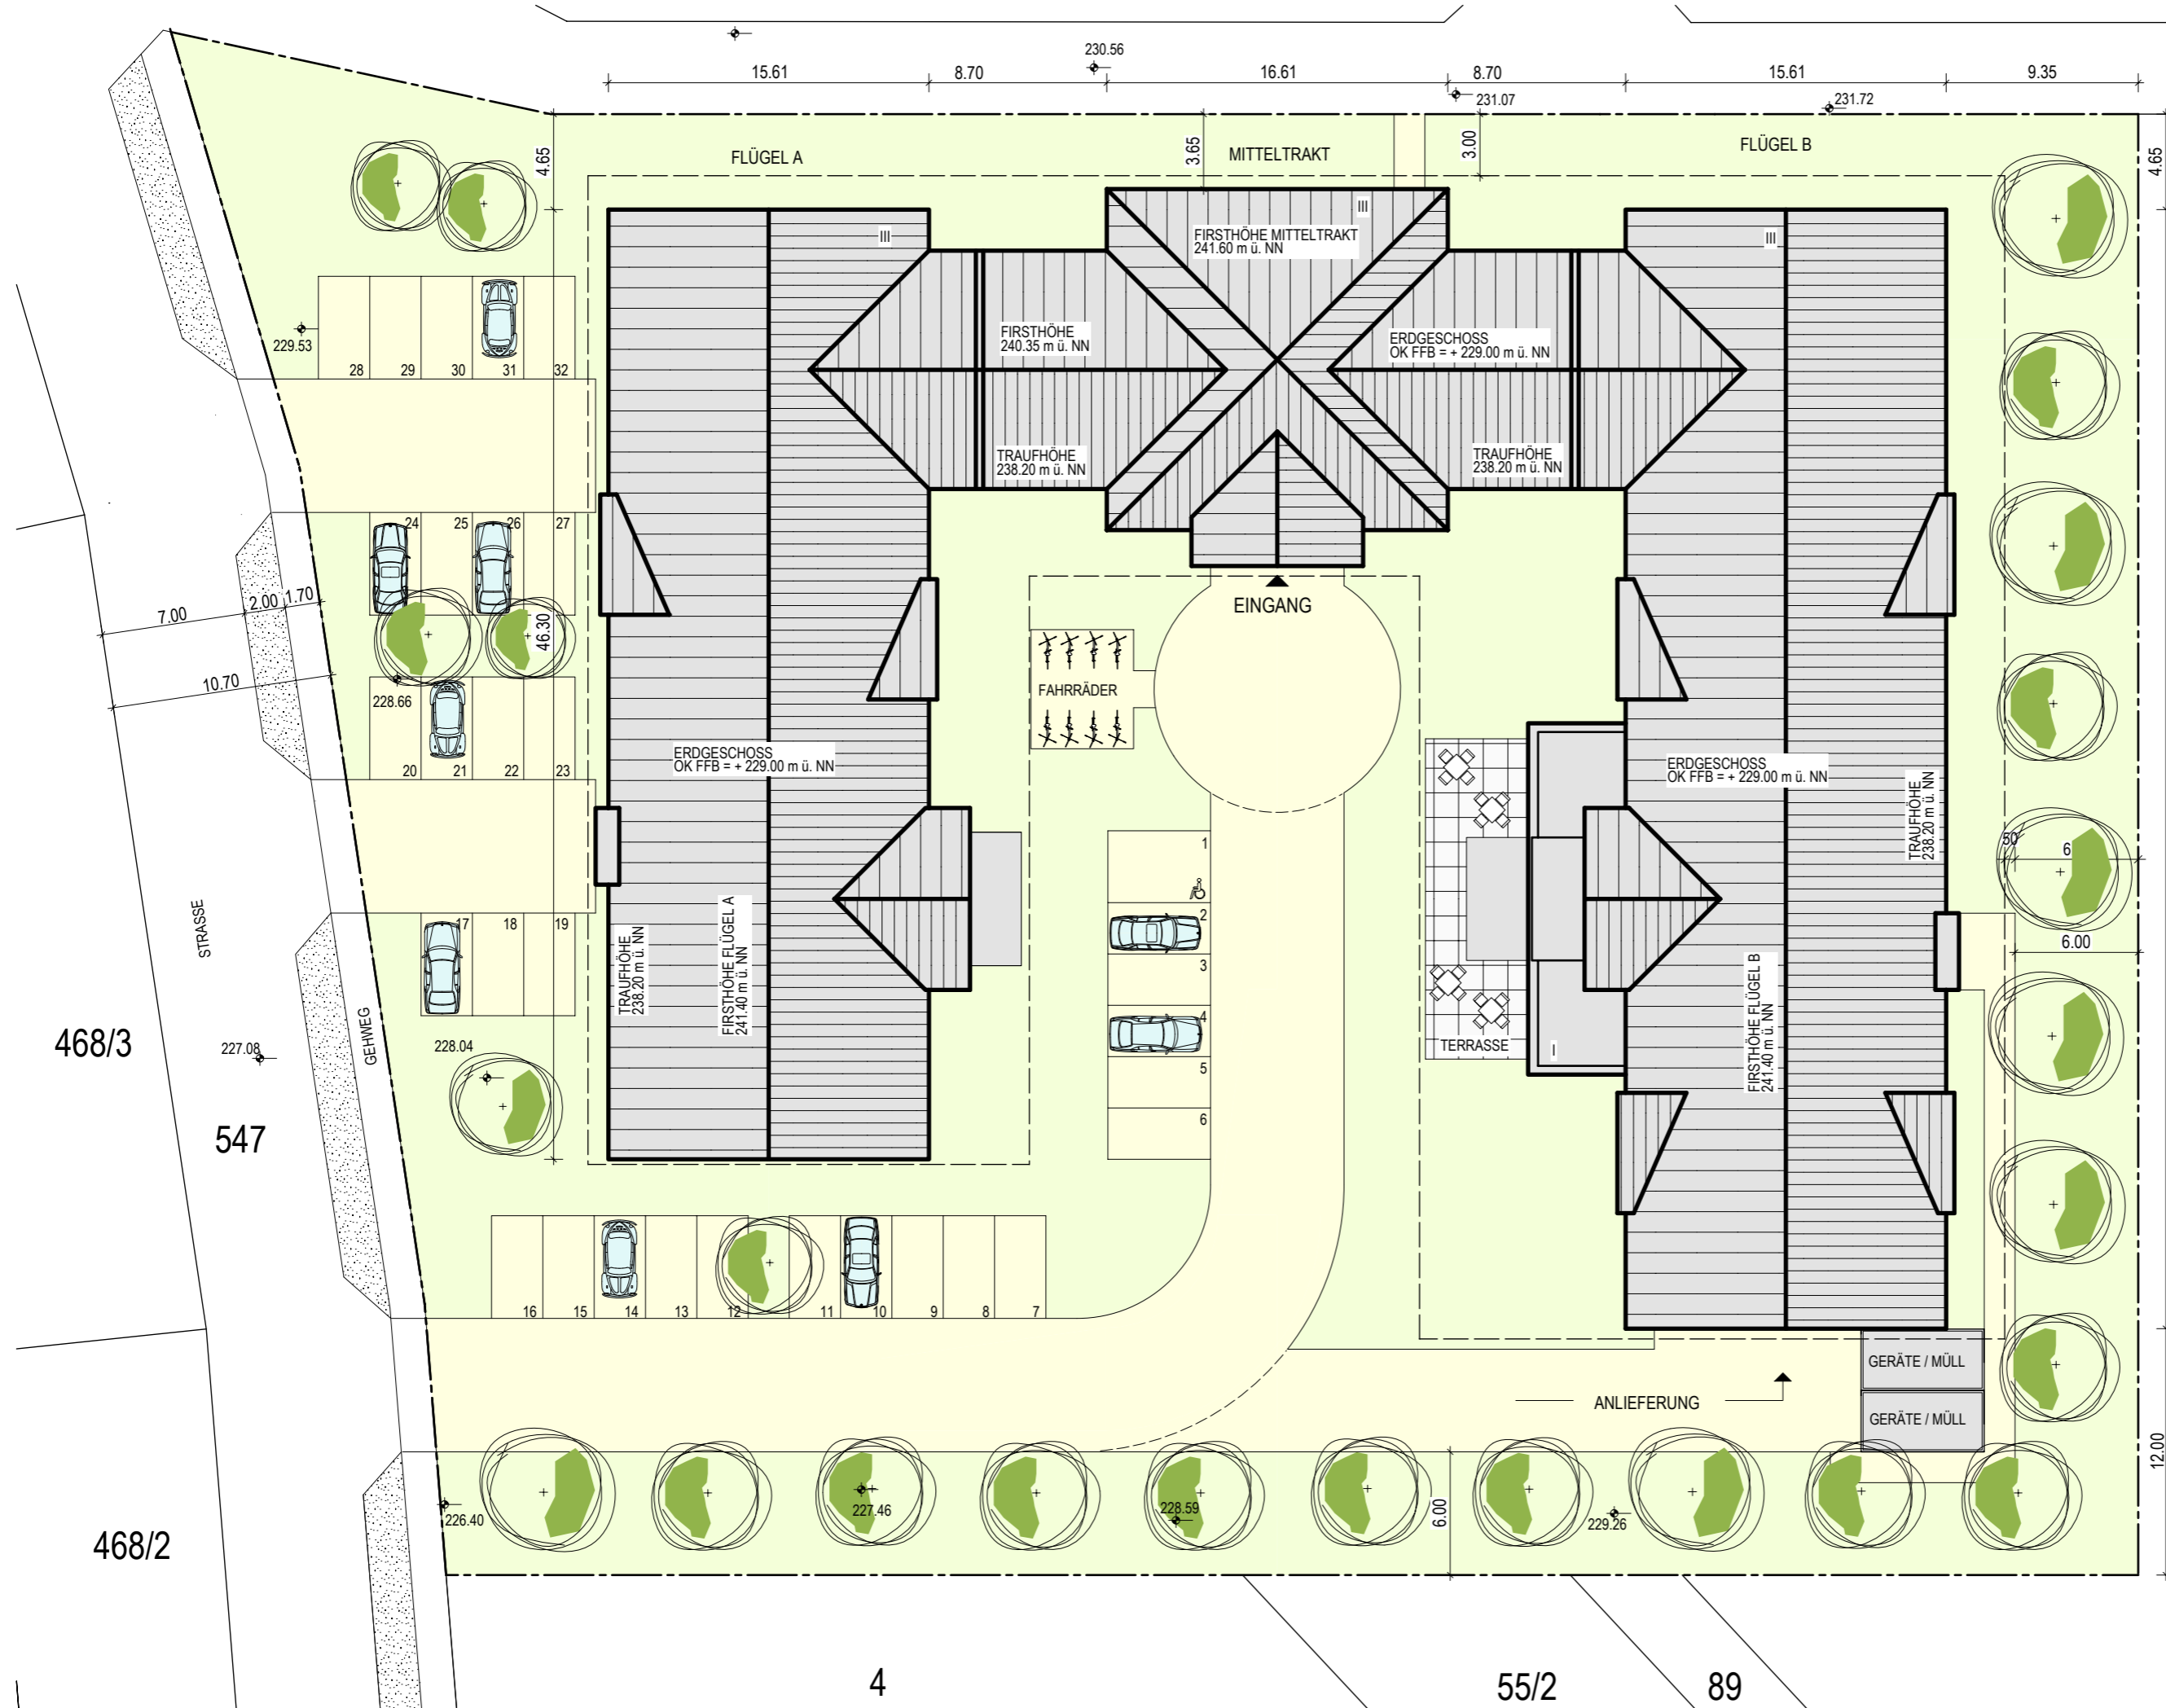 230.56
15.61
8.70
16.61
8.70
15.61
9.35
231.07
231.72
4.65
FLÜGEL A
3.65
MITTELTRAKT
3.00
FLÜGEL B
4.65
III
III
III
FIRSTHÖHE MITTELTRAKT
241.60 m ü. NN
229.53
28
29
30
31
32
FIRSTHÖHE
240.35 m ü. NN
ERDGESCHOSS
OK FFB = + 229.00 m ü. NN
TRAUFHÖHE
238.20 m ü. NN
TRAUFHÖHE
238.20 m ü. NN
24
25
26
27
7.00
2.00
1.70
46.30
EINGANG
10.70
228.66
FAHRRÄDER
20
21
22
23
ERDGESCHOSS
OK FFB = + 229.00 m ü. NN
ERDGESCHOSS
OK FFB = + 229.00 m ü. NN
TRAUFHÖHE
238.20 m ü. NN
50
6
1
2
3
4
5
6
STRASSE
17
18
19
TRAUFHÖHE
238.20 m ü. NN
FIRSTHÖHE FLÜGEL A
241.40 m ü. NN
FIRSTHÖHE FLÜGEL B
241.40 m ü. NN
6.00
GEHWEG
468/3
227.08
228.04
TERRASSE
I
547
16
15
14
13
12
11
10
9
8
7
GERÄTE / MÜLL
ANLIEFERUNG
GERÄTE / MÜLL
12.00
226.40
227.46
228.59
6.00
229.26
468/2
4
55/2
89